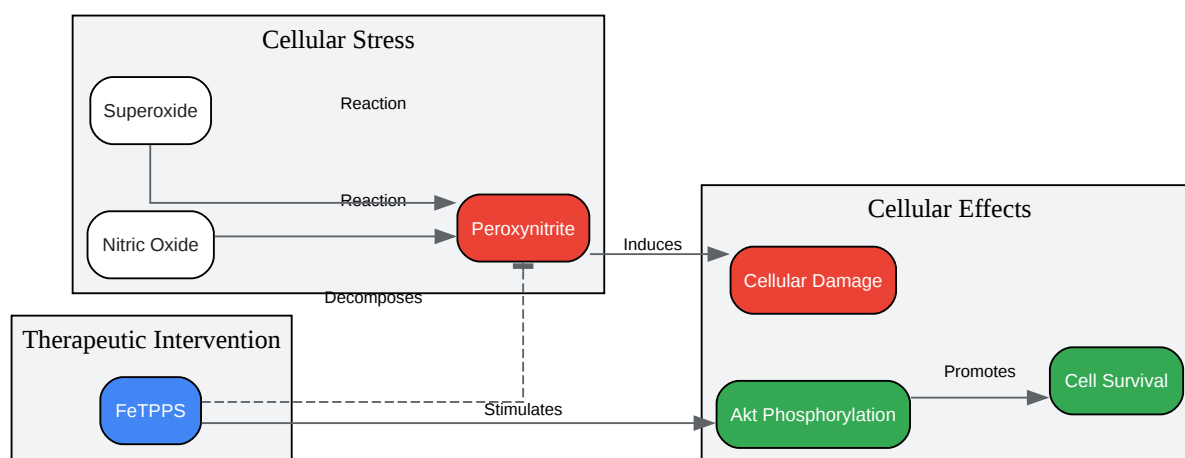 Cellular Stress
Superoxide
Reaction
Reaction
Nitric Oxide
Peroxynitrite
Induces
Decomposes
Cellular Effects
Cellular Damage
Therapeutic Intervention
FeTPPS
Stimulates
Akt Phosphorylation
Promotes
Cell Survival